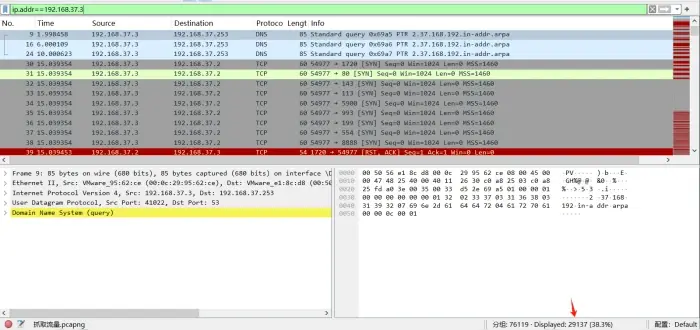 ip.addr==192.168.37.3
No. Time Source Destination Protoco Lengt Info
9 1.998458 192.168.37.3 192.168.37.253 DNS 85 Standard query 0x69a5 PTR 2.37.168.192.in-addr.arpa
16 6.000109 192.168.37.3 192.168.37.253 DNS 85 Standard query 0x69a6 PTR 2.37.168.192.in-addr.arpa
24 10.000623 192.168.37.3 192.168.37.253 DNS 85 Standard query 0x69a7 PTR 2.37.168.192.in-addr.arpa
30 15.039354 192.168.37.3 192.168.37.2 TCP 60 54977 → 1720 [SYN] Seq=0 Win=1024 Len=0 MSS=1460
31 15.039354 192.168.37.3 192.168.37.2 TCP 60 54977 → 80 [SYN] Seq=0 Win=1024 Len=0 MSS=1460
32 15.039354 192.168.37.3 192.168.37.2 TCP 60 54977 → 143 [SYN] Seq=0 Win=1024 Len=0 MSS=1460
33 15.039354 192.168.37.3 192.168.37.2 TCP 60 54977 → 113 [SYN] Seq=0 Win=1024 Len=0 MSS=1460
34 15.039354 192.168.37.3 192.168.37.2 TCP 60 54977 → 5900 [SYN] Seq=0 Win=1024 Len=0 MSS=1460
35 15.039354 192.168.37.3 192.168.37.2 TCP 60 54977 → 993 [SYN] Seq=0 Win=1024 Len=0 MSS=1460
36 15.039354 192.168.37.3 192.168.37.2 TCP 60 54977 → 199 [SYN] Seq=0 Win=1024 Len=0 MSS=1460
37 15.039354 192.168.37.3 192.168.37.2 TCP 60 54977 → 554 [SYN] Seq=0 Win=1024 Len=0 MSS=1460
38 15.039354 192.168.37.3 192.168.37.2 TCP 60 54977 → 8888 [SYN] Seq=0 Win=1024 Len=0 MSS=1460
39 15.039453 192.168.37.2 192.168.37.3 TCP 54 1720 → 54977 [RST, ACK] Seq=1 Ack=1 Win=0 Len=0
Frame 9: 85 bytes on wire (680 bits), 85 bytes captured (680 bits) on interface \D
Ethernet II, Src: VMware_95:62:ce (00:0c:29:95:62:ce), Dst: VMware_e1:8c:d8 (00:50
Internet Protocol Version 4, Src: 192.168.37.3, Dst: 192.168.37.253
User Datagram Protocol, Src Port: 41022, Dst Port: 53
Domain Name System (query)
0000 00 50 56 e1 8c d8 00 0c 29 95 62 ce 08 00 45 00 ·PV·····)·b···E·
0010 00 47 48 25 40 00 40 11 26 30 c0 a8 25 03 c0 a8 ·GH%@·@·&0··%···
0020 25 fd a0 3e 00 35 00 33 d5 2e 69 a5 01 00 00 01 %··>·5·3·.i·····
0030 00 00 00 00 00 00 01 32 02 33 37 03 31 36 38 03 ·······2·37·168·
0040 31 39 32 07 69 6e 2d 61 64 64 72 04 61 72 70 61 192·in-addr·arpa
0050 00 00 0c 00 01 ·····
抓取流量.pcapng 分组: 76119 · Displayed: 29137 (38.3%) 配置: Default